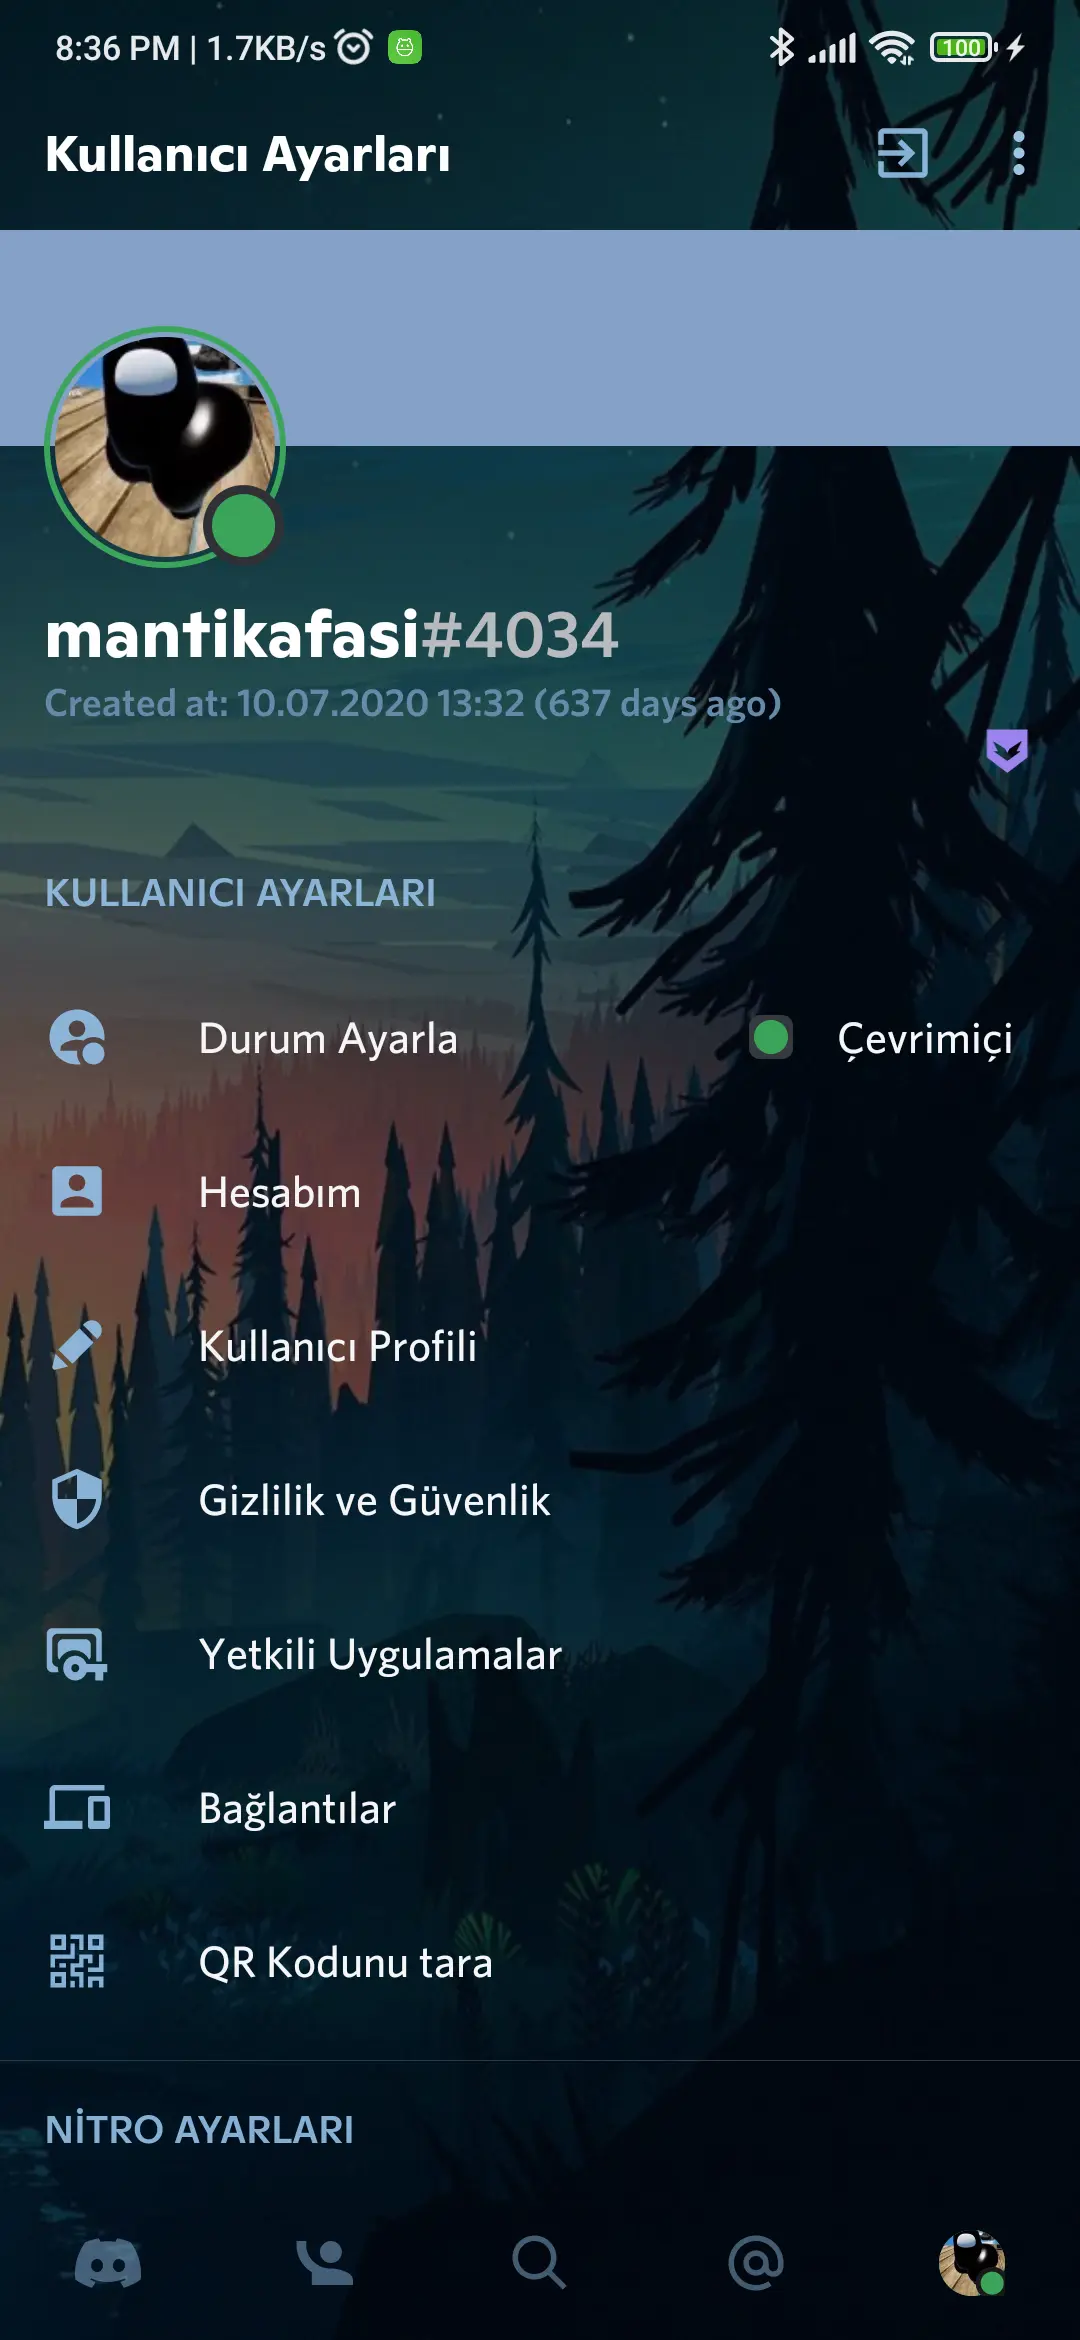 8:36 PM | 1.7KB/s
100
Kullanıcı Ayarları
mantikafasi#4034
Created at: 10.07.2020 13:32 (637 days ago)
KULLANICI AYARLARI
Durum Ayarla
Çevrimiçi
Hesabım
Kullanıcı Profili
Gizlilik ve Güvenlik
Yetkili Uygulamalar
Bağlantılar
QR Kodunu tara
NİTRO AYARLARI